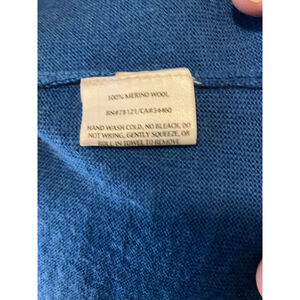 100% MERINO WOOL
RN#78121/CA#34460
HAND WASH COLD, NO BLEACH, DO
NOT WRING, GENTLY SQUEEZE, OR
ROLL IN TOWEL TO REMOVE